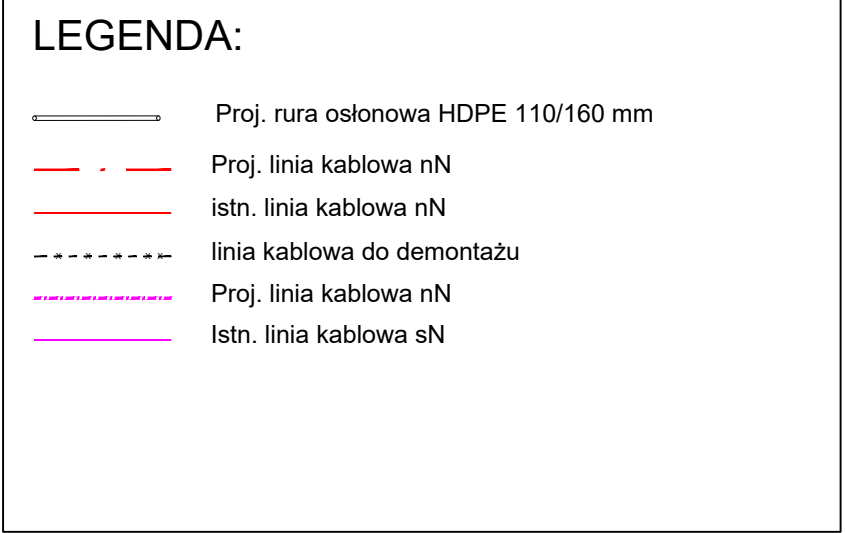 LEGENDA:
Proj. rura osłonowa HDPE 110/160 mm
Proj. linia kablowa nN
istn. linia kablowa nN
linia kablowa do demontażu
Proj. linia kablowa nN
Istn. linia kablowa sN